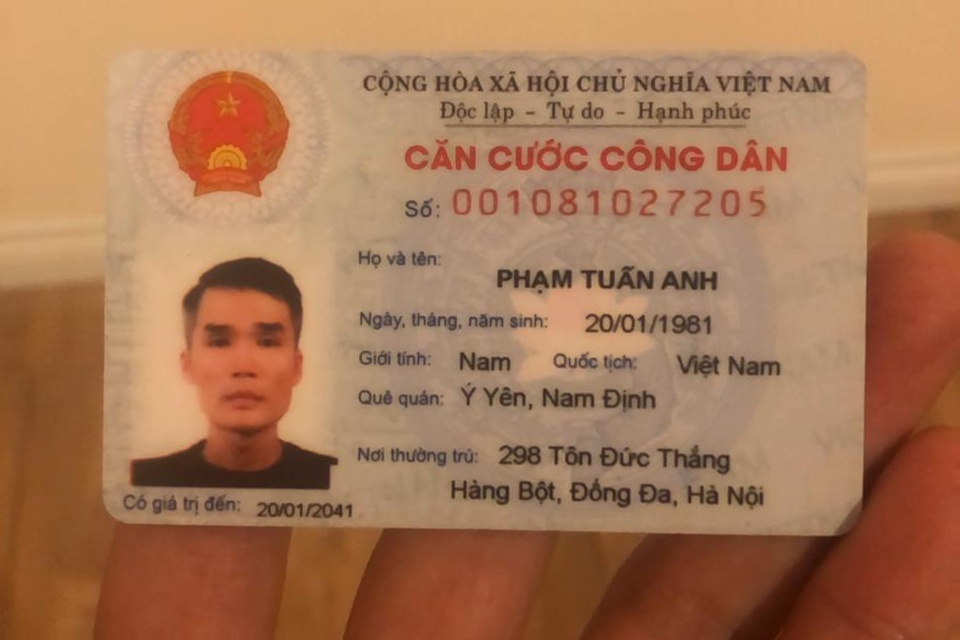 CỘNG HÒA XÃ HỘI CHỦ NGHĨA VIỆT NAM
Độc lập - Tự do - Hạnh phúc
CĂN CƯỚC CÔNG DÂN
Số: 001081027205
Họ và tên:
PHẠM TUẤN ANH
Ngày, tháng, năm sinh: 20/01/1981
Giới tính: Nam Quốc tịch: Việt Nam
Quê quán: Ý Yên, Nam Định
Nơi thường trú: 298 Tôn Đức Thắng
Hàng Bột, Đống Đa, Hà Nội
Có giá trị đến: 20/01/2041